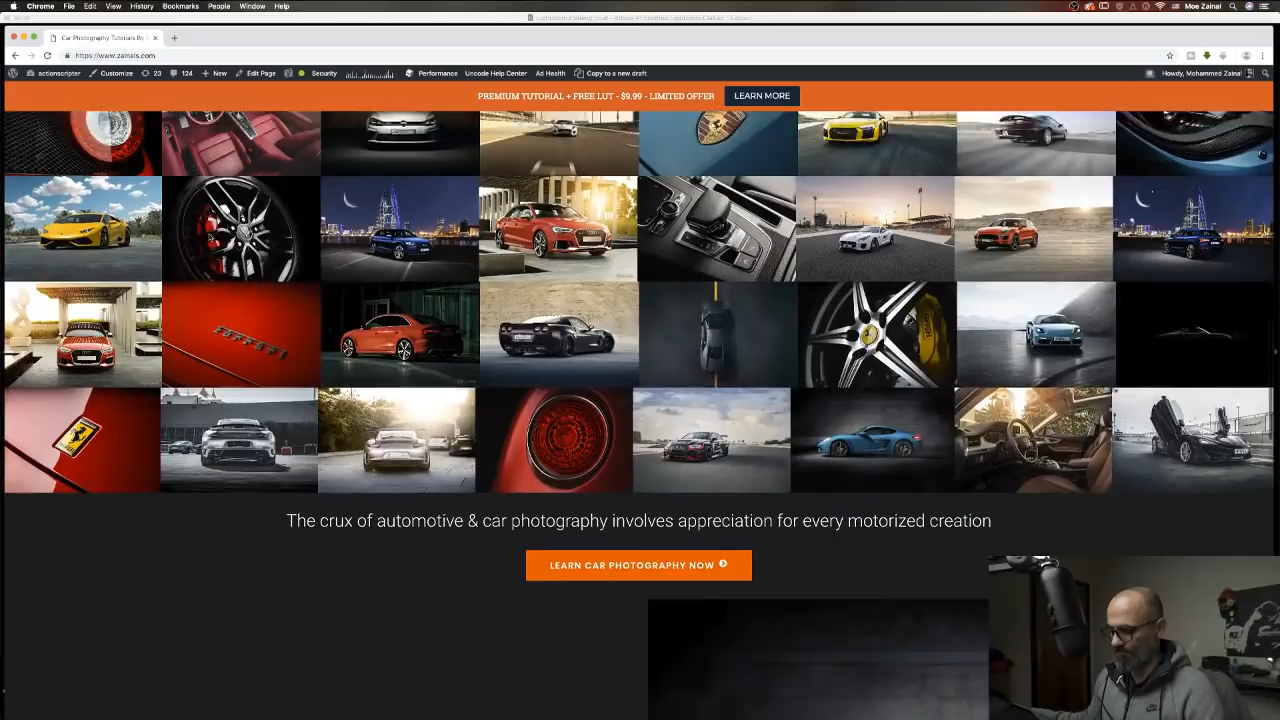 Chrome File Edit View History Bookmarks People Window Help Moe Zainal
Car Photography Tutorials By
https://www.zainals.com
actionscripter Customize 23 124 New Edit Page Security Performance Uncode Help Center Ad Health Copy to a new draft Howdy, Mohammed Zainal
PREMIUM TUTORIAL + FREE LUT - $9.99 - LIMITED OFFER LEARN MORE
FERRARI
The crux of automotive & car photography involves appreciation for every motorized creation
LEARN CAR PHOTOGRAPHY NOW